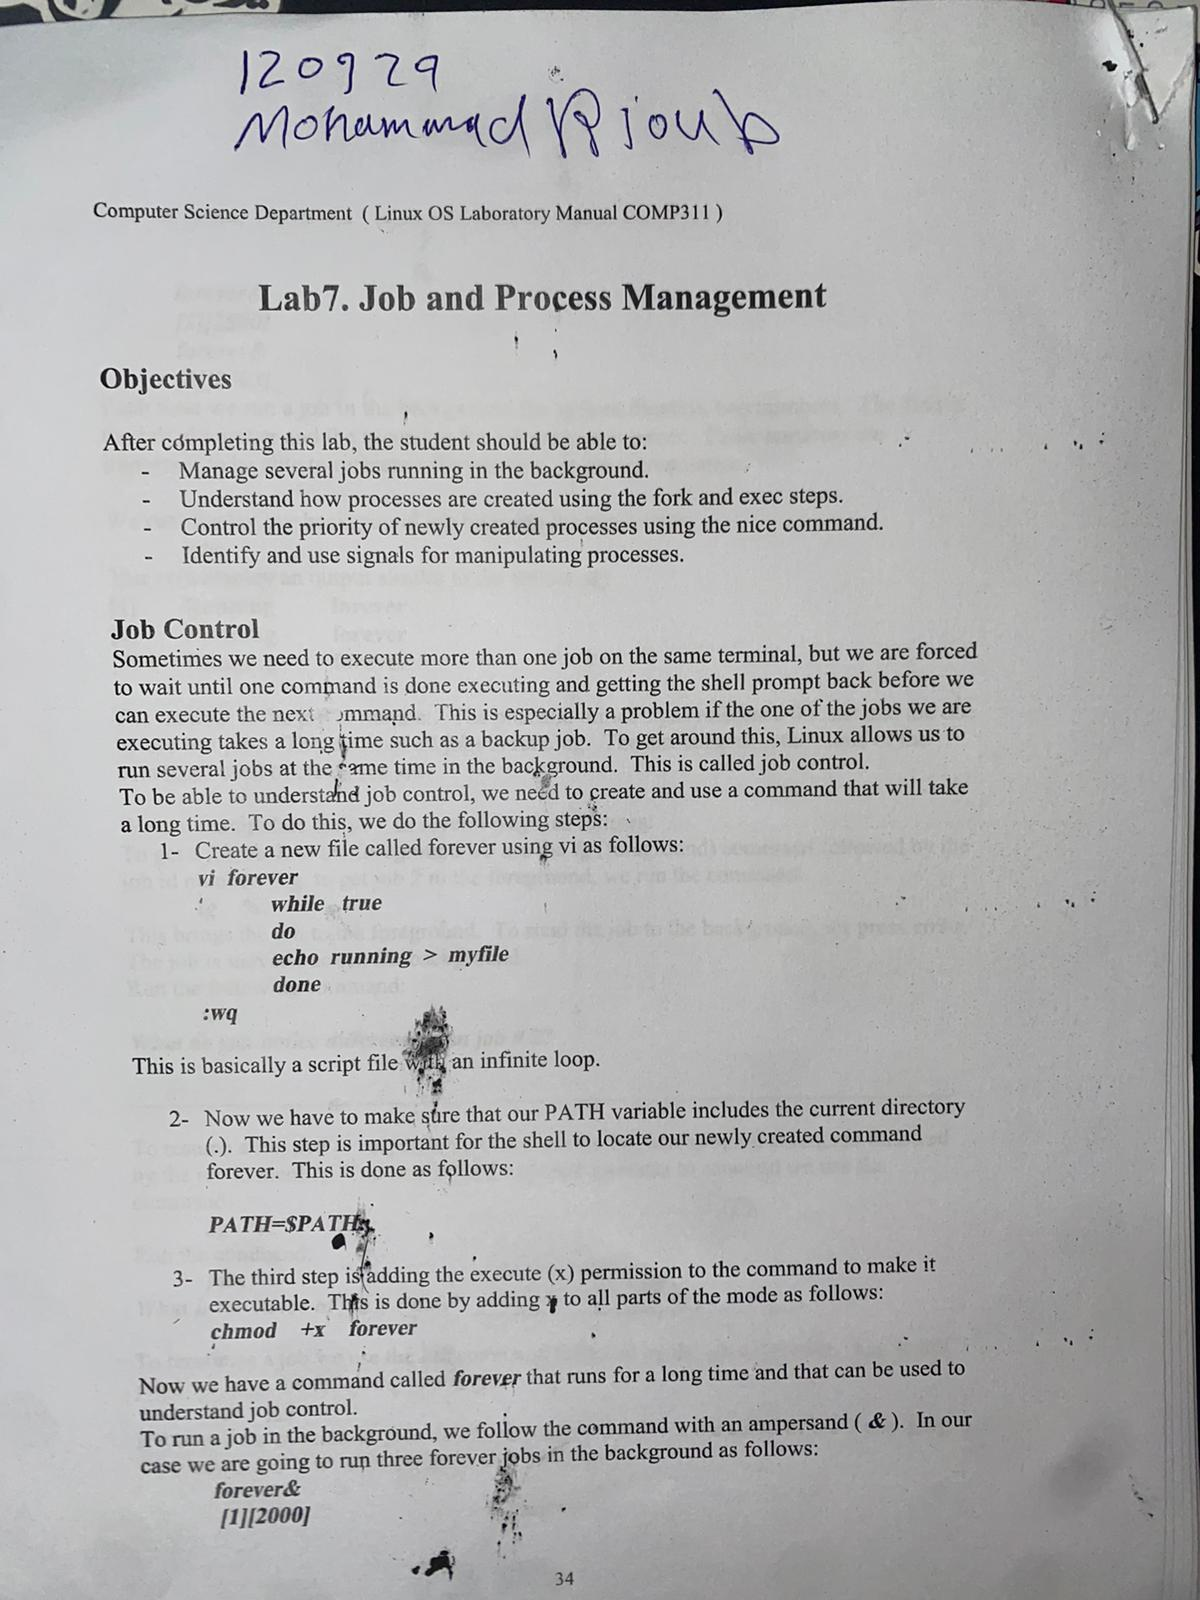 120929
Mohammad Rjoub
Computer Science Department ( Linux OS Laboratory Manual COMP311 )
Lab7. Job and Process Management
Objectives
After completing this lab, the student should be able to:
- Manage several jobs running in the background.
- Understand how processes are created using the fork and exec steps.
- Control the priority of newly created processes using the nice command.
- Identify and use signals for manipulating processes.
Job Control
Sometimes we need to execute more than one job on the same terminal, but we are forced
to wait until one command is done executing and getting the shell prompt back before we
can execute the next command. This is especially a problem if the one of the jobs we are
executing takes a long time such as a backup job. To get around this, Linux allows us to
run several jobs at the same time in the background. This is called job control.
To be able to understand job control, we need to create and use a command that will take
a long time. To do this, we do the following steps:
1- Create a new file called forever using vi as follows:
vi forever
while true
do
echo running > myfile
done
:wq
This is basically a script file with an infinite loop.
2- Now we have to make sure that our PATH variable includes the current directory
(.). This step is important for the shell to locate our newly created command
forever. This is done as follows:
PATH=$PATH
3- The third step is adding the execute (x) permission to the command to make it
executable. This is done by adding x to all parts of the mode as follows:
chmod +x forever
Now we have a command called forever that runs for a long time and that can be used to
understand job control.
To run a job in the background, we follow the command with an ampersand ( & ). In our
case we are going to run three forever jobs in the background as follows:
forever&
[1][2000]
34